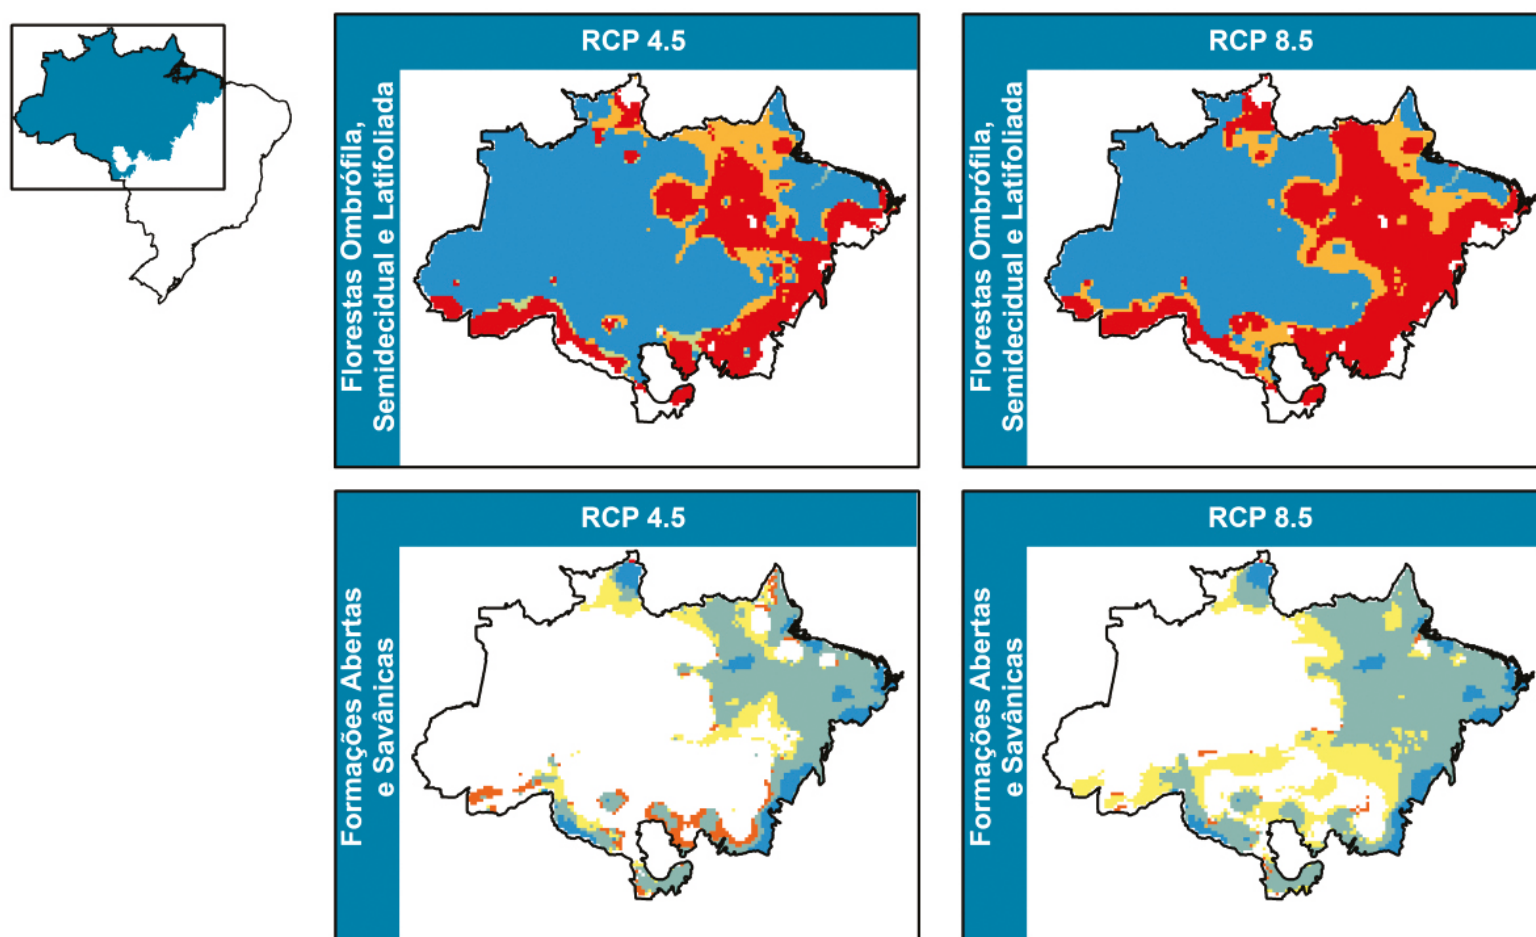 RCP 4.5
RCP 8.5
Florestas Ombrófila,
Semidecidual e Latifoliada
Florestas Ombrófila,
Semidecidual e Latifoliada
RCP 4.5
RCP 8.5
Formações Abertas
e Savânicas
Formações Abertas
e Savânicas